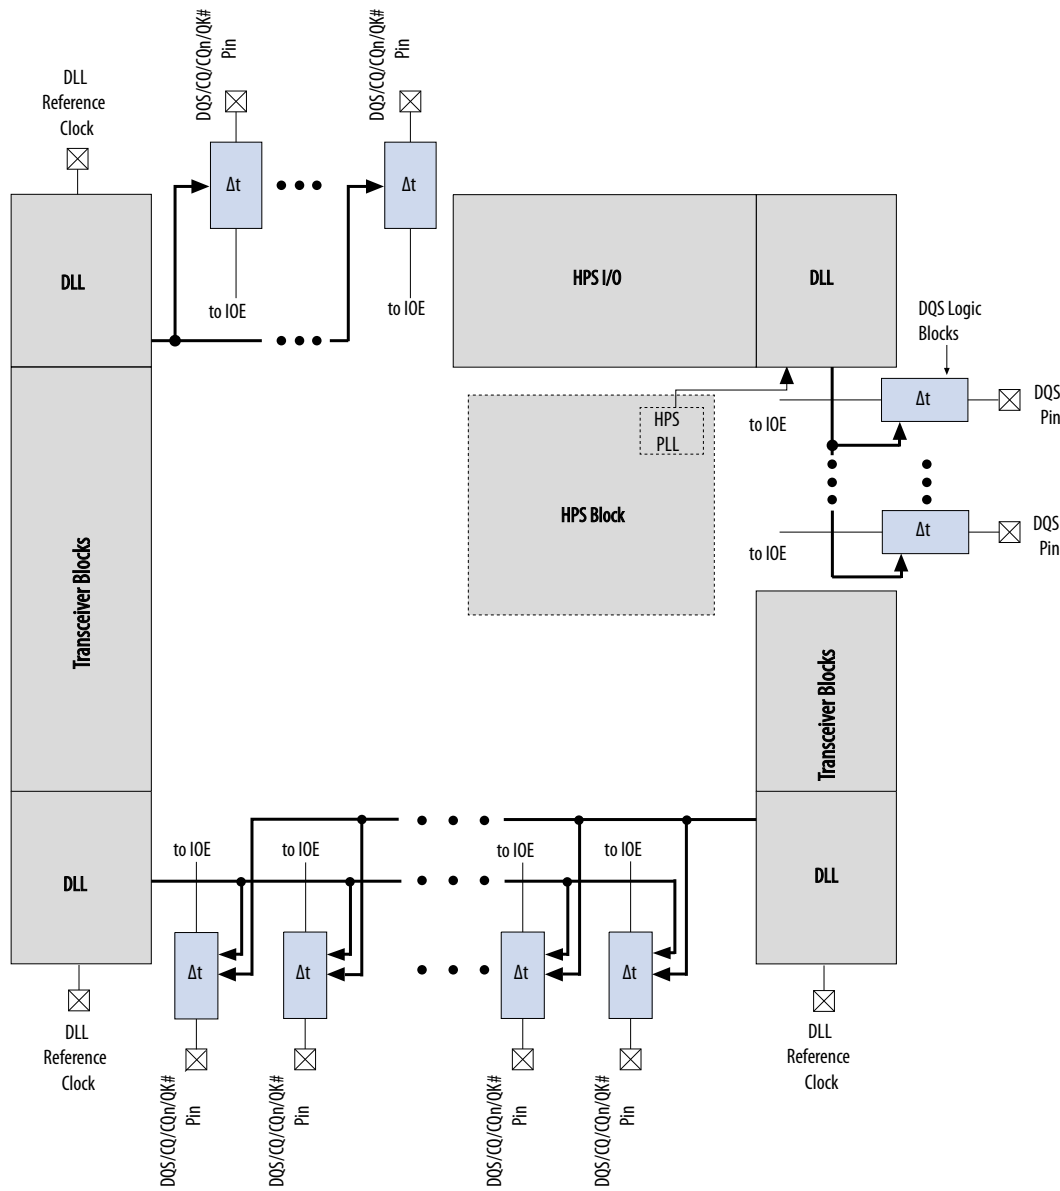 DQS/CQ/CQn/QK#
Pin
DQS/CQ/CQn/QK#
Pin
DLL
Reference
Clock
Δt
Δt
DLL
HPS I/O
DLL
to IOE
to IOE
DQS Logic
Blocks
Δt
DQS
Pin
to IOE
HPS
PLL
HPS Block
Δt
DQS
Pin
to IOE
Transceiver Blocks
Transceiver Blocks
to IOE
to IOE
to IOE
to IOE
DLL
DLL
Δt
Δt
Δt
Δt
DLL
Reference
Clock
DLL
Reference
Clock
DQS/CQ/CQn/QK#
Pin
DQS/CQ/CQn/QK#
Pin
DQS/CQ/CQn/QK#
Pin
DQS/CQ/CQn/QK#
Pin